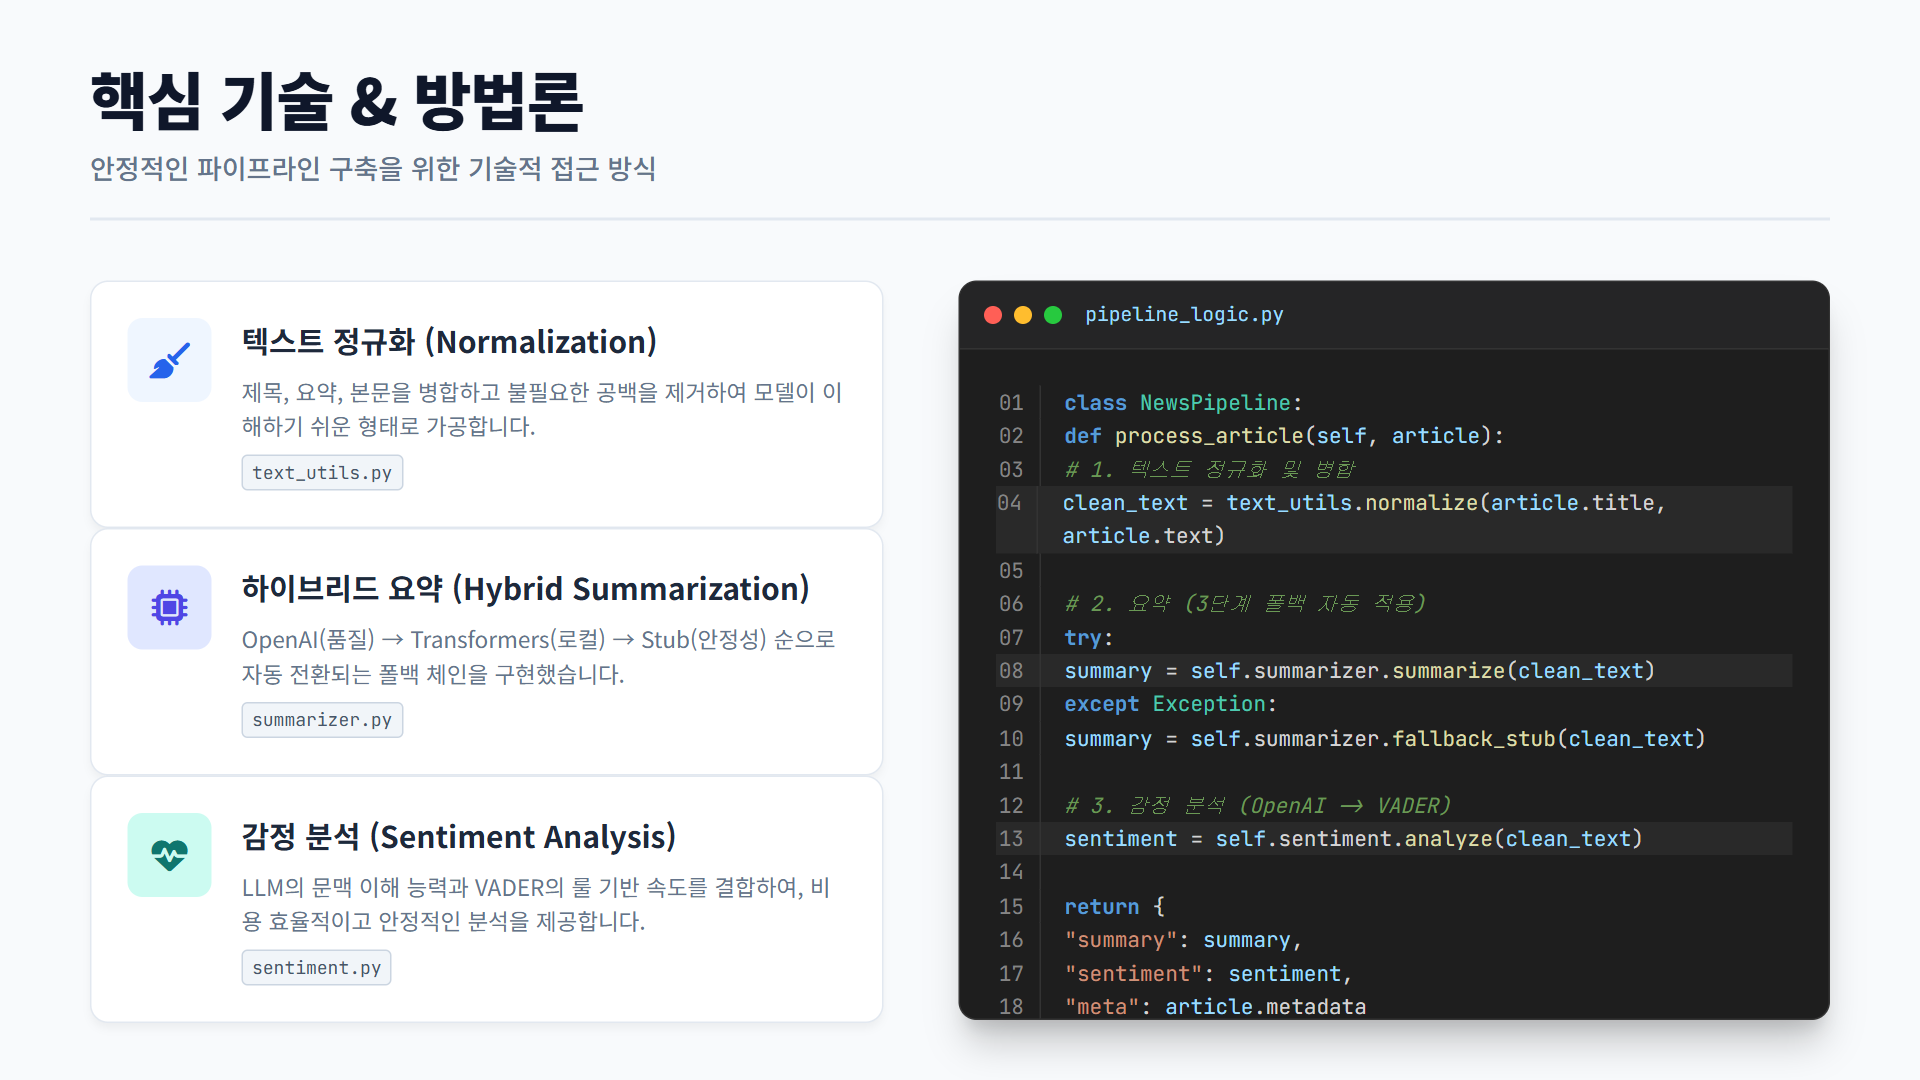 핵심 기술 & 방법론
안정적인 파이프라인 구축을 위한 기술적 접근 방식
텍스트 정규화 (Normalization)
제목, 요약, 본문을 병합하고 불필요한 공백을 제거하여 모델이 이
해하기 쉬운 형태로 가공합니다.
text_utils.py
하이브리드 요약 (Hybrid Summarization)
OpenAI(품질) → Transformers(로컬) → Stub(안정성) 순으로
자동 전환되는 폴백 체인을 구현했습니다.
summarizer.py
감정 분석 (Sentiment Analysis)
LLM의 문맥 이해 능력과 VADER의 룰 기반 속도를 결합하여, 비
용 효율적이고 안정적인 분석을 제공합니다.
sentiment.py
pipeline_logic.py
01 class NewsPipeline:
02 def process_article(self, article):
03 # 1. 텍스트 정규화 및 병합
04 clean_text = text_utils.normalize(article.title,
article.text)
05
06 # 2. 요약 (3단계 폴백 자동 적용)
07 try:
08 summary = self.summarizer.summarize(clean_text)
09 except Exception:
10 summary = self.summarizer.fallback_stub(clean_text)
11
12 # 3. 감정 분석 (OpenAI → VADER)
13 sentiment = self.sentiment.analyze(clean_text)
14
15 return {
16 "summary": summary,
17 "sentiment": sentiment,
18 "meta": article.metadata